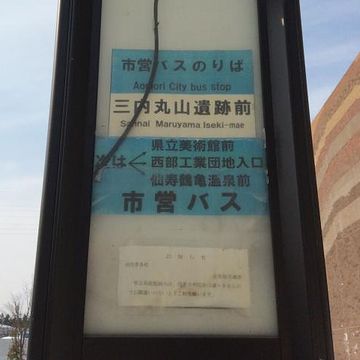 市営バスのりば
Aomori City bus stop
三内丸山遺跡前
Sannai Maruyama Iseki-mae
県立美術館前
次は 西部工業団地入口
仙寿鶴亀温泉前
市営バス
お知らせ